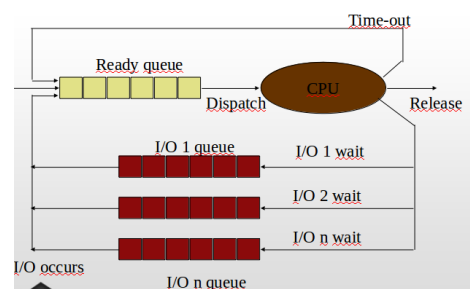 Time-out
Ready queue
CPU
Dispatch
Release
I/O 1 queue
I/O 1 wait
I/O 2 wait
I/O n wait
I/O occurs
I/O n queue